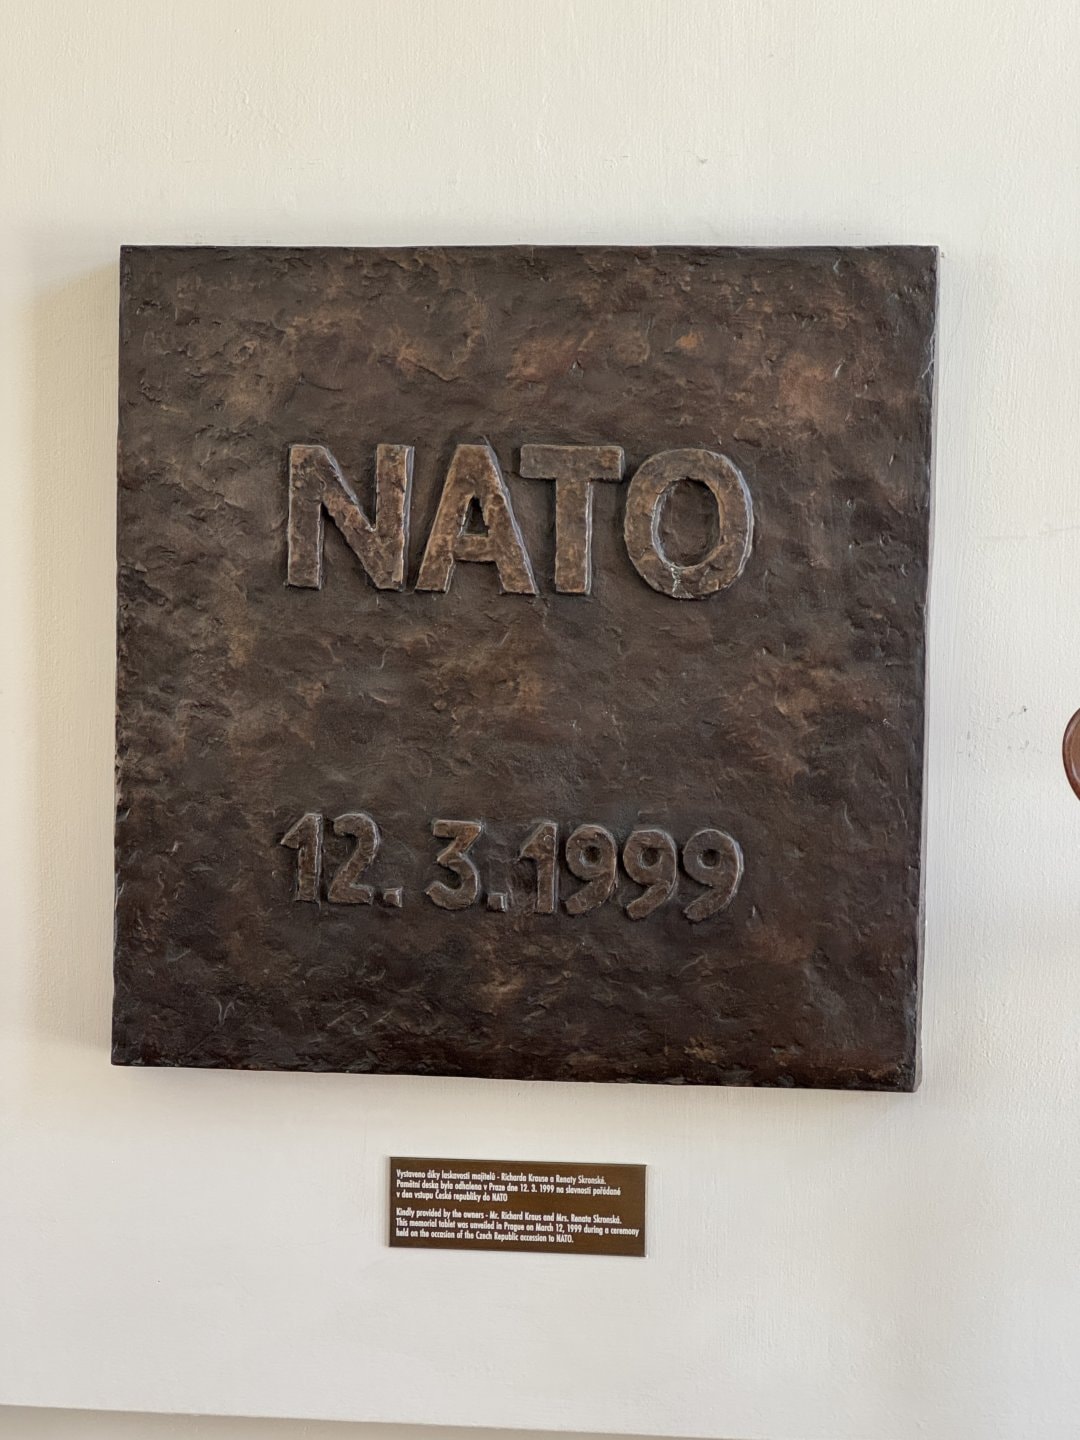 NATO
12. 3. 1999
Vystaveno díky laskavosti majitelů - Richarda Krause a Renaty Skronské.
Pamětní deska byla odhalena v Praze dne 12. 3. 1999 na slavnosti pořádané
v den vstupu České republiky do NATO
Kindly provided by the owners - Mr. Richard Kraus and Mrs. Renata Skronská.
This memorial tablet was unveiled in Prague on March 12, 1999 during a ceremony
held on the occasion of the Czech Republic accession to NATO.